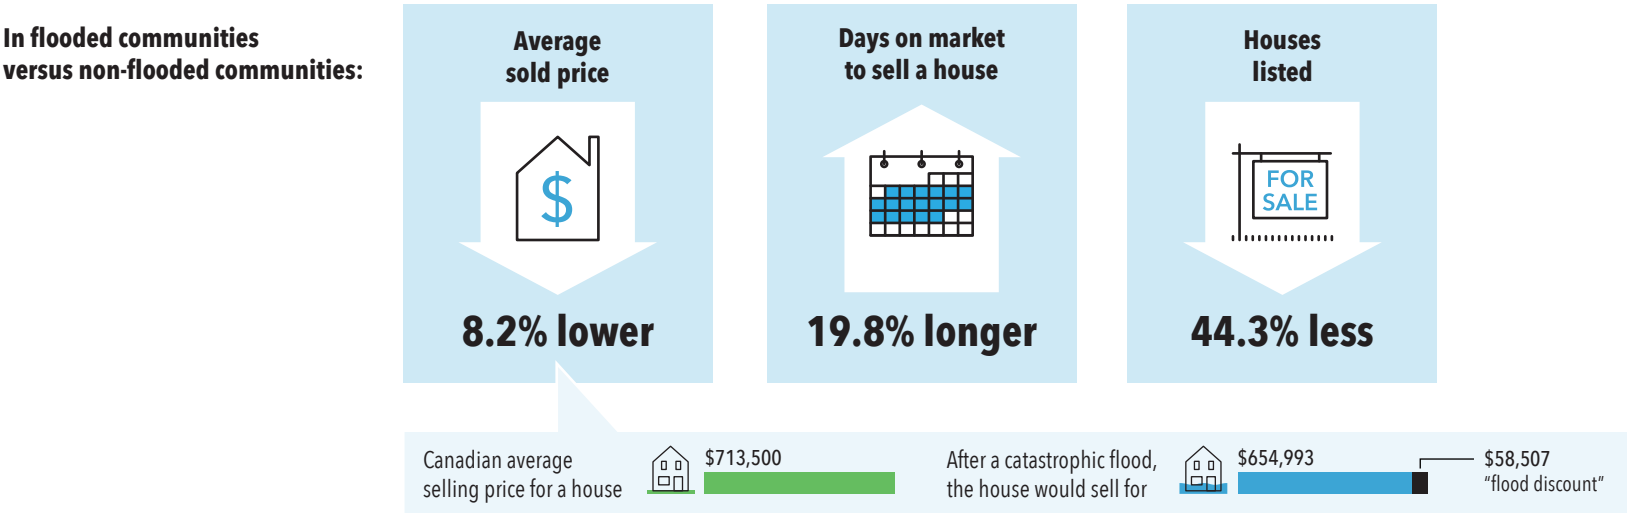 In flooded communities
versus non-flooded communities:
Average
sold price
$
8.2% lower
Days on market
to sell a house
19.8% longer
Houses
listed
FOR
SALE
44.3% less
Canadian average
selling price for a house
$713,500
After a catastrophic flood,
the house would sell for
$654,993
$58,507
“flood discount”